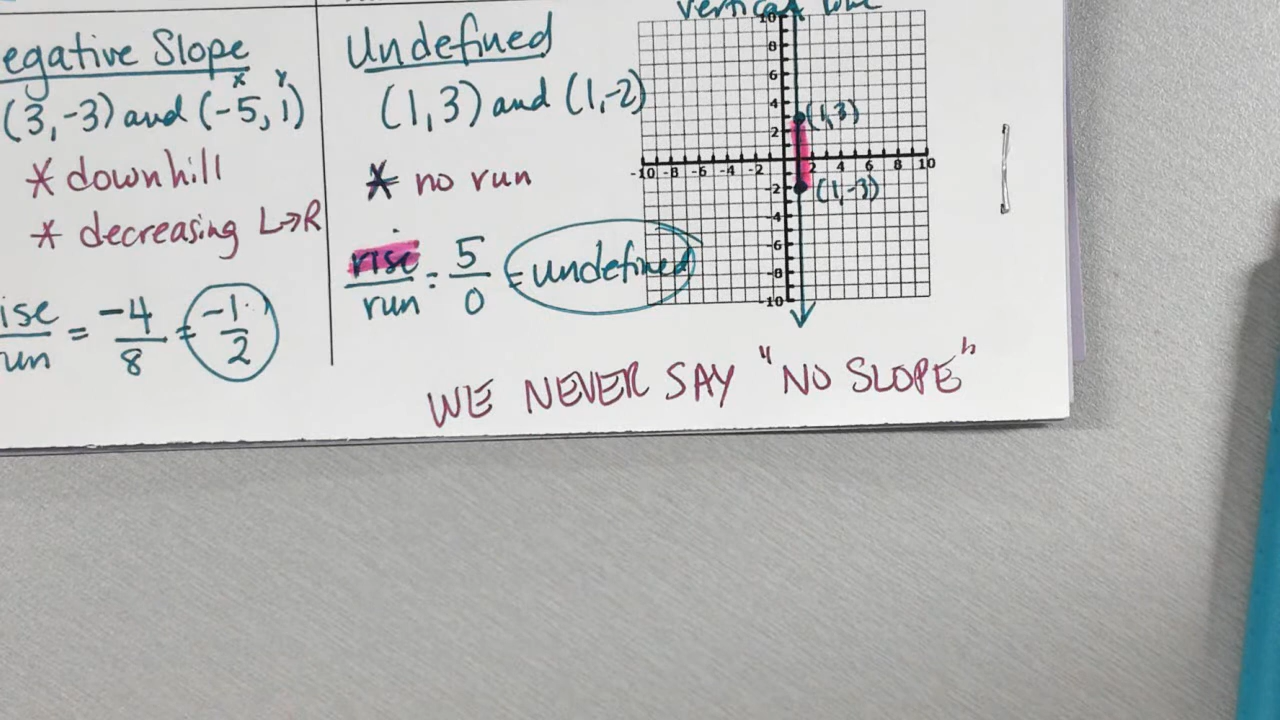 egative Slope
x y
(3,-3) and (-5,1)
* downhill
* decreasing L→R
ise/un = -4/8 = -1/2
Undefined
(1,3) and (1,-2)
* no run
rise/run = 5/0 = undefined
vertical line
10
8
6
4
2
-10 -8 -6 -4 -2 2 4 6 8 10
-2
-4
-6
-8
-10
(1,3)
(1,-3)
WE NEVER SAY "NO SLOPE"